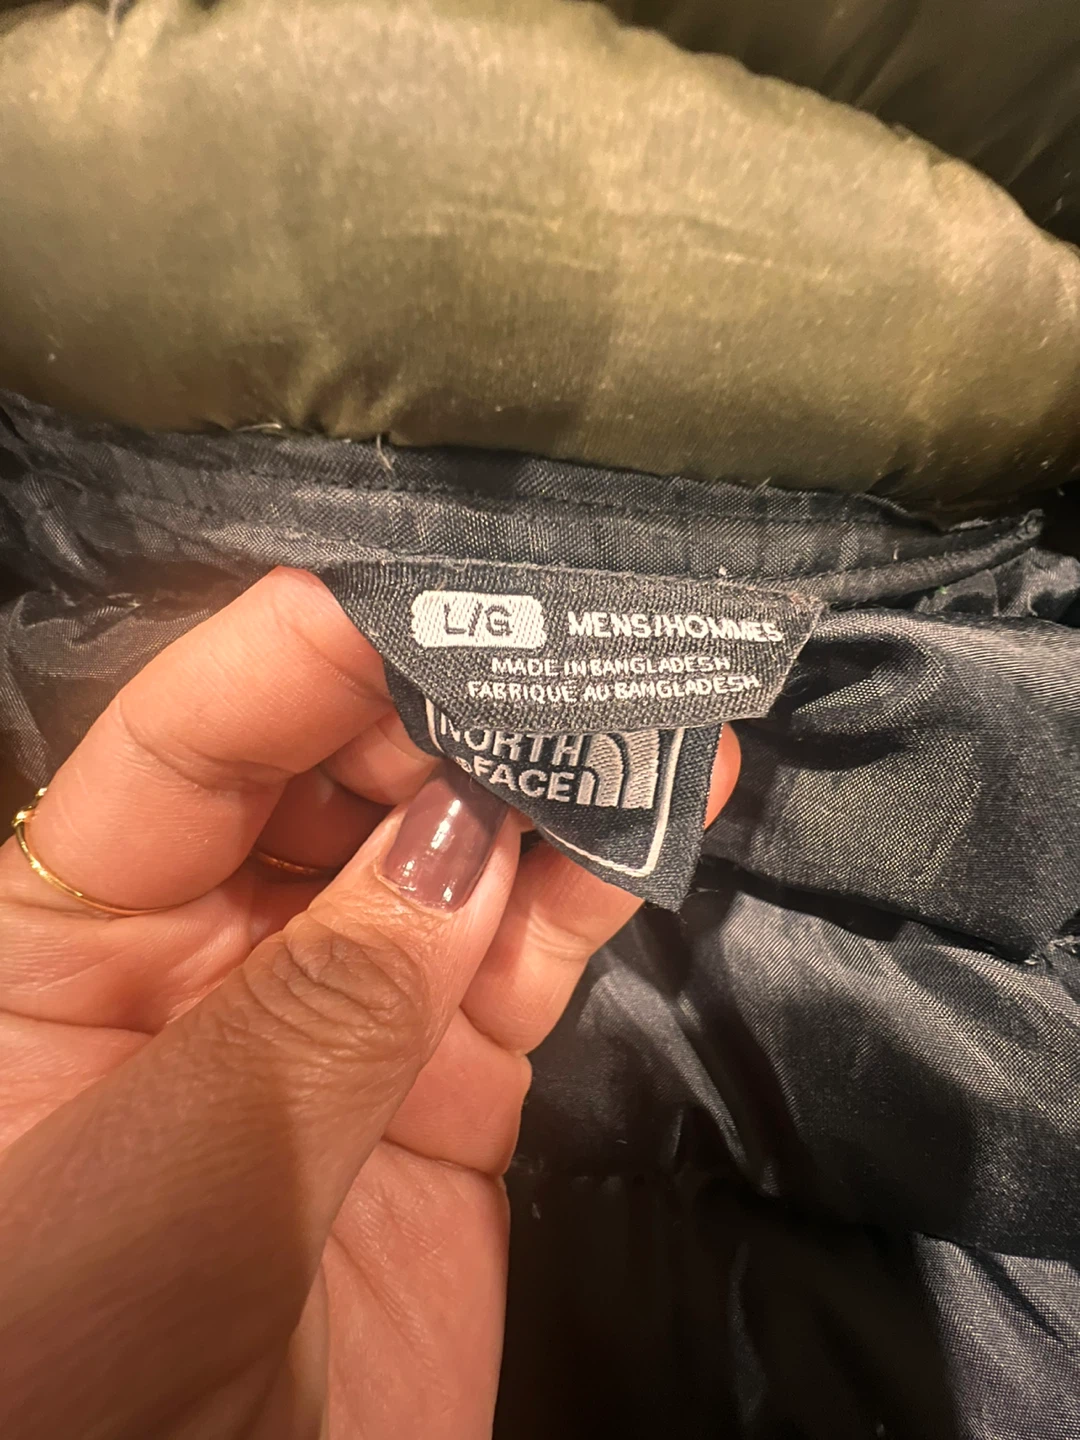 L/G MENS/HOMMES
MADE IN BANGLADESH
FABRIQUE AU BANGLADESH
NORTH
FACE